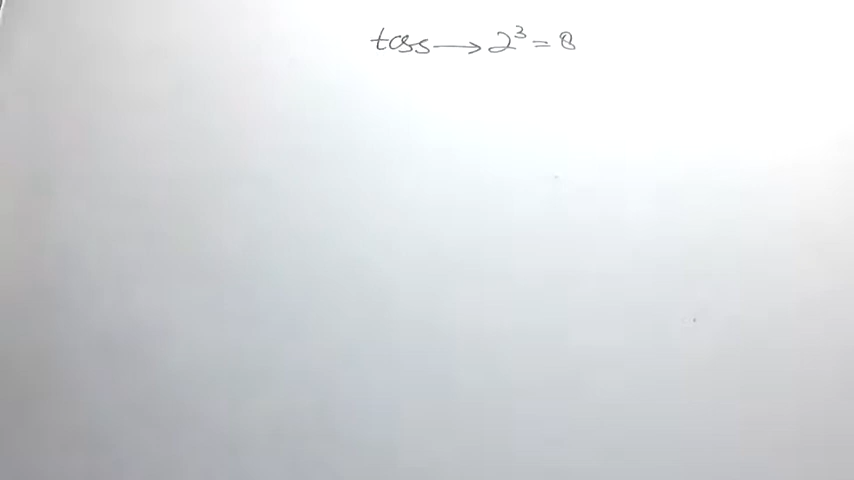 toss → 2³ = 8